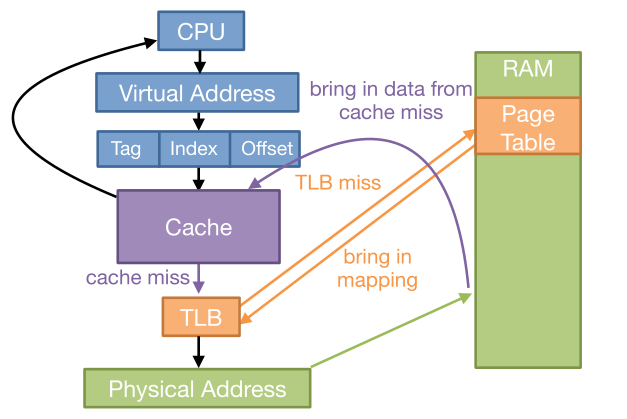 CPU
Virtual Address
Tag
Index
Offset
Cache
cache miss
TLB
Physical Address
bring in data from
cache miss
TLB miss
bring in
mapping
RAM
Page
Table